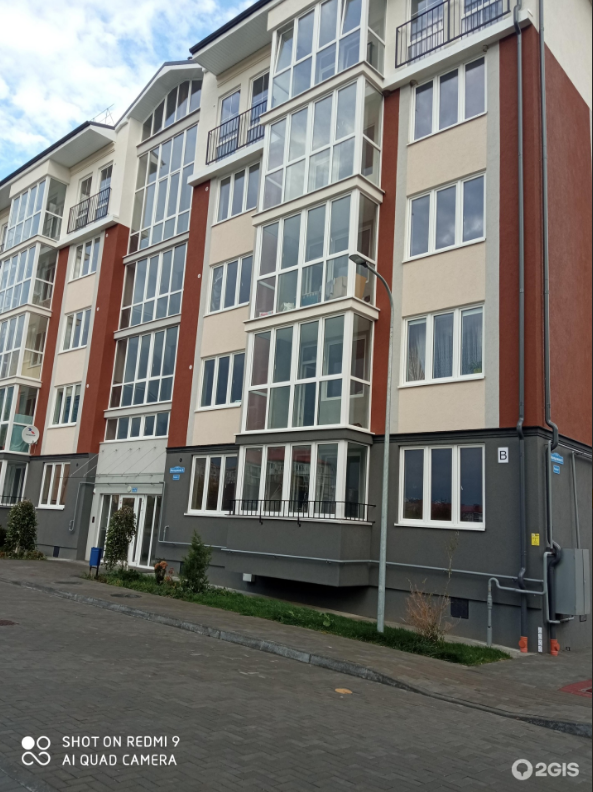 В
SHOT ON REDMI 9
AI QUAD CAMERA
2GIS